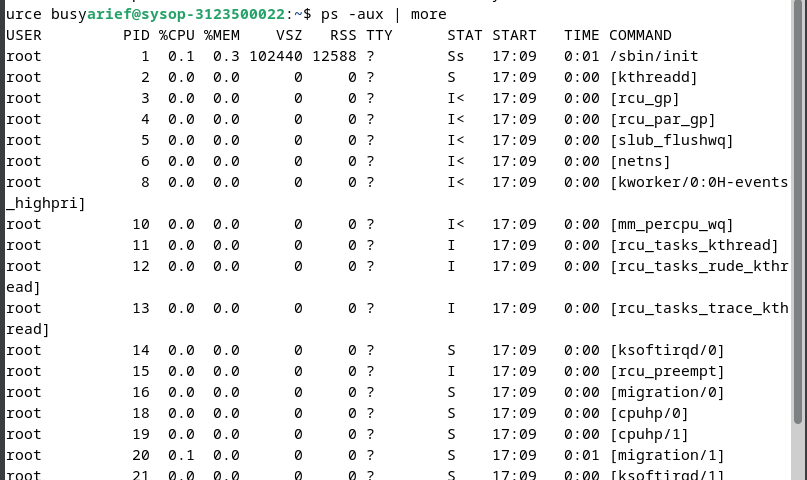 urce busyarief@sysop-3123500022:~$ ps -aux | more
USER         PID %CPU %MEM    VSZ   RSS TTY      STAT START   TIME COMMAND
root           1  0.1  0.3 102440 12588 ?        Ss   17:09   0:01 /sbin/init
root           2  0.0  0.0      0     0 ?        S    17:09   0:00 [kthreadd]
root           3  0.0  0.0      0     0 ?        I<   17:09   0:00 [rcu_gp]
root           4  0.0  0.0      0     0 ?        I<   17:09   0:00 [rcu_par_gp]
root           5  0.0  0.0      0     0 ?        I<   17:09   0:00 [slub_flushwq]
root           6  0.0  0.0      0     0 ?        I<   17:09   0:00 [netns]
root           8  0.0  0.0      0     0 ?        I<   17:09   0:00 [kworker/0:0H-events
_highpri]
root          10  0.0  0.0      0     0 ?        I<   17:09   0:00 [mm_percpu_wq]
root          11  0.0  0.0      0     0 ?        I    17:09   0:00 [rcu_tasks_kthread]
root          12  0.0  0.0      0     0 ?        I    17:09   0:00 [rcu_tasks_rude_kthr
ead]
root          13  0.0  0.0      0     0 ?        I    17:09   0:00 [rcu_tasks_trace_kth
read]
root          14  0.0  0.0      0     0 ?        S    17:09   0:00 [ksoftirqd/0]
root          15  0.0  0.0      0     0 ?        I    17:09   0:00 [rcu_preempt]
root          16  0.0  0.0      0     0 ?        S    17:09   0:00 [migration/0]
root          18  0.0  0.0      0     0 ?        S    17:09   0:00 [cpuhp/0]
root          19  0.0  0.0      0     0 ?        S    17:09   0:00 [cpuhp/1]
root          20  0.1  0.0      0     0 ?        S    17:09   0:01 [migration/1]
root          21  0.0  0.0      0     0 ?        S    17:09   0:00 [ksoftirqd/1]